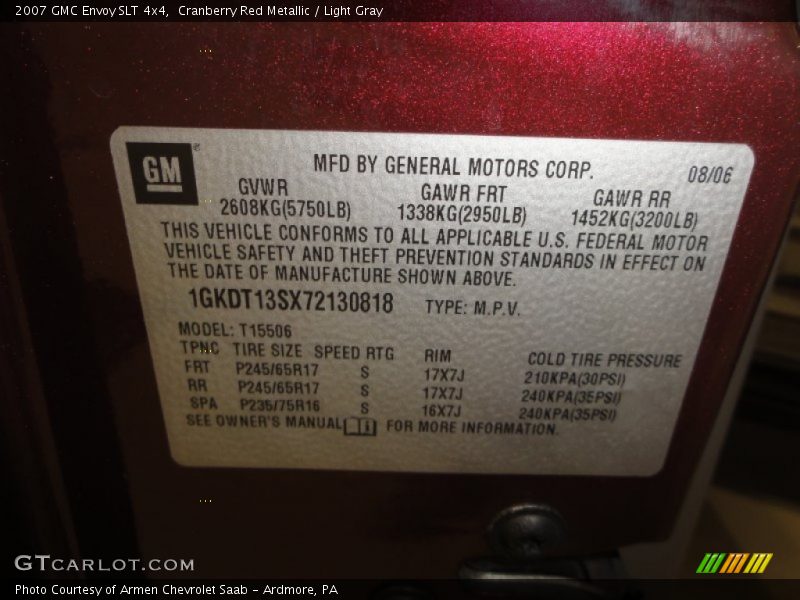 2007 GMC Envoy SLT 4x4, Cranberry Red Metallic / Light Gray
GM®
MFD BY GENERAL MOTORS CORP. 08/06
GVWR GAWR FRT GAWR RR
2608KG(5750LB) 1338KG(2950LB) 1452KG(3200LB)
THIS VEHICLE CONFORMS TO ALL APPLICABLE U.S. FEDERAL MOTOR
VEHICLE SAFETY AND THEFT PREVENTION STANDARDS IN EFFECT ON
THE DATE OF MANUFACTURE SHOWN ABOVE.
1GKDT13SX72130818 TYPE: M.P.V.
MODEL: T15506
TPNC TIRE SIZE SPEED RTG RIM COLD TIRE PRESSURE
FRT P245/65R17 S 17X7J 210KPA(30PSI)
RR P245/65R17 S 17X7J 240KPA(35PSI)
SPA P235/75R16 S 16X7J 240KPA(35PSI)
SEE OWNER'S MANUAL FOR MORE INFORMATION.
GTCARLOT.COM
Photo Courtesy of Armen Chevrolet Saab - Ardmore, PA